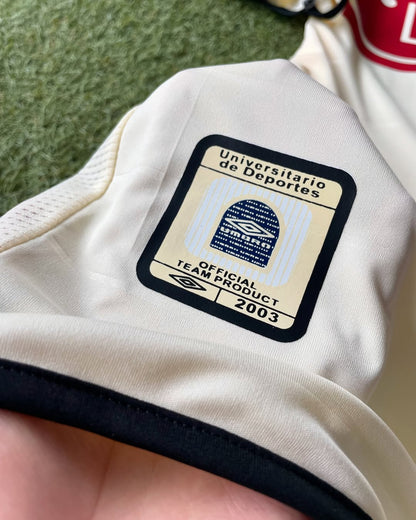 Universitario
de Deportes
UMBRO
OFFICIAL
TEAM PRODUCT
2003